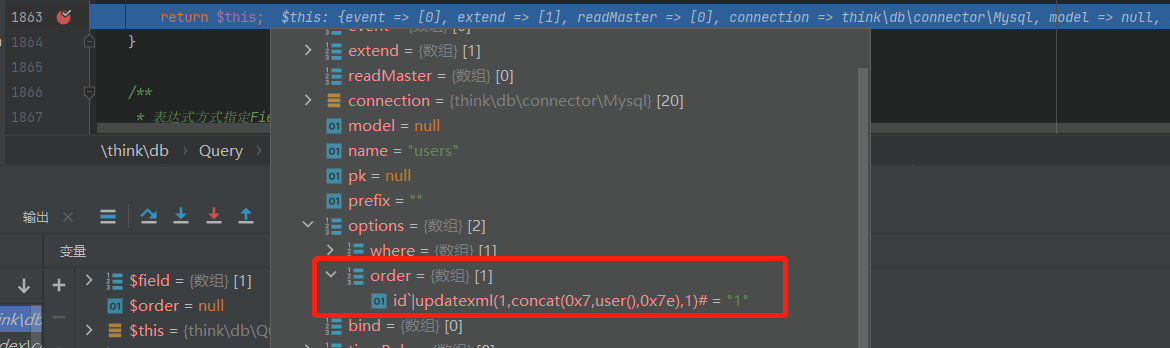 1863 return $this; $this: {event => [0], extend => [1], readMaster => [0], connection => think\db\connector\Mysql, model => null,
1864 }
1865
1866 /**
1867 * 表达式方式指定Fie
extend = {数组} [1]
readMaster = {数组} [0]
connection = {think\db\connector\Mysql} [20]
model = null
name = "users"
pk = null
prefix = ""
options = {数组} [2]
where = {数组} [1]
order = {数组} [1]
id`|updatexml(1,concat(0x7,user(),0x7e),1)# = "1"
bind = {数组} [0]
\think\db › Query ›
输出 ×
变量
$field = {数组} [1]
$order = null
$this = {think\db\Qu
ink\db
dex\c